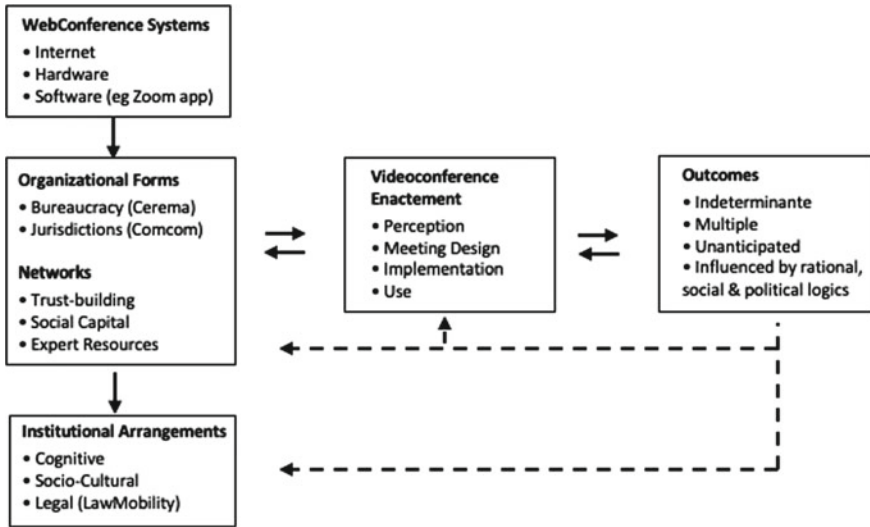 WebConference Systems
• Internet
• Hardware
• Software (eg Zoom app)
Organizational Forms
• Bureaucracy (Cerema)
• Jurisdictions (Comcom)
Networks
• Trust-building
• Social Capital
• Expert Resources
Institutional Arrangements
• Cognitive
• Socio-Cultural
• Legal (LawMobility)
Videoconference
Enactement
• Perception
• Meeting Design
• Implementation
• Use
Outcomes
• Indeterminante
• Multiple
• Unanticipated
• Influenced by rational,
social & political logics